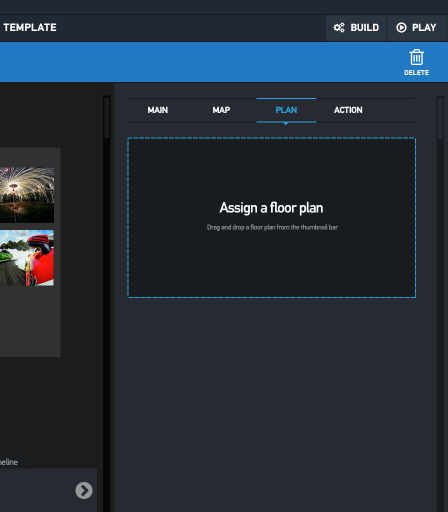 TEMPLATE
BUILD
PLAY
DELETE
MAIN
MAP
PLAN
ACTION
Assign a floor plan
Drag and drop a floor plan from the thumbnail bar
eline